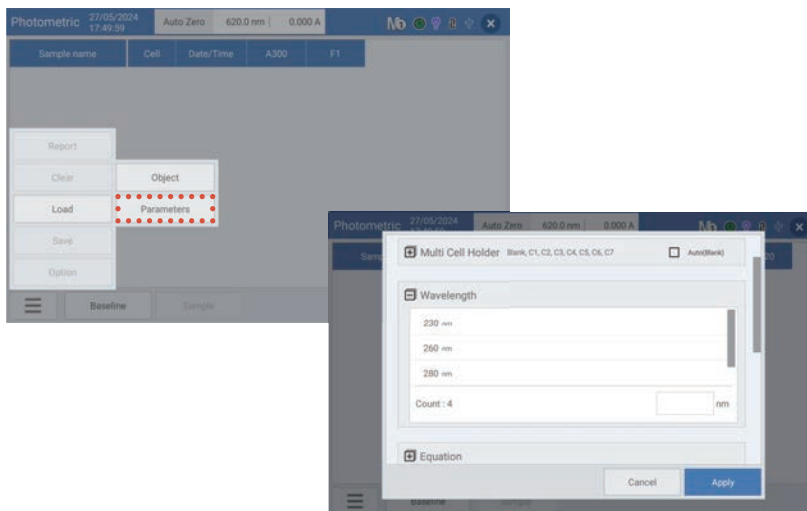 Photometric 27/05/2024 17:49:59 Auto Zero 620.0 nm 0.000 A
Sample name Cell Date/Time A300 F1
Report
Clear Object
Load Parameters
Save
Option
Baseline Sample
Photometric 27/05/2024 Auto Zero 620.0 nm 0.000 A
Multi Cell Holder Blank, C1, C2, C3, C4, C5, C6, C7 Auto(Blank)
Wavelength
230 nm
260 nm
280 nm
Count : 4 nm
Equation
Cancel Apply
Baseline Sample